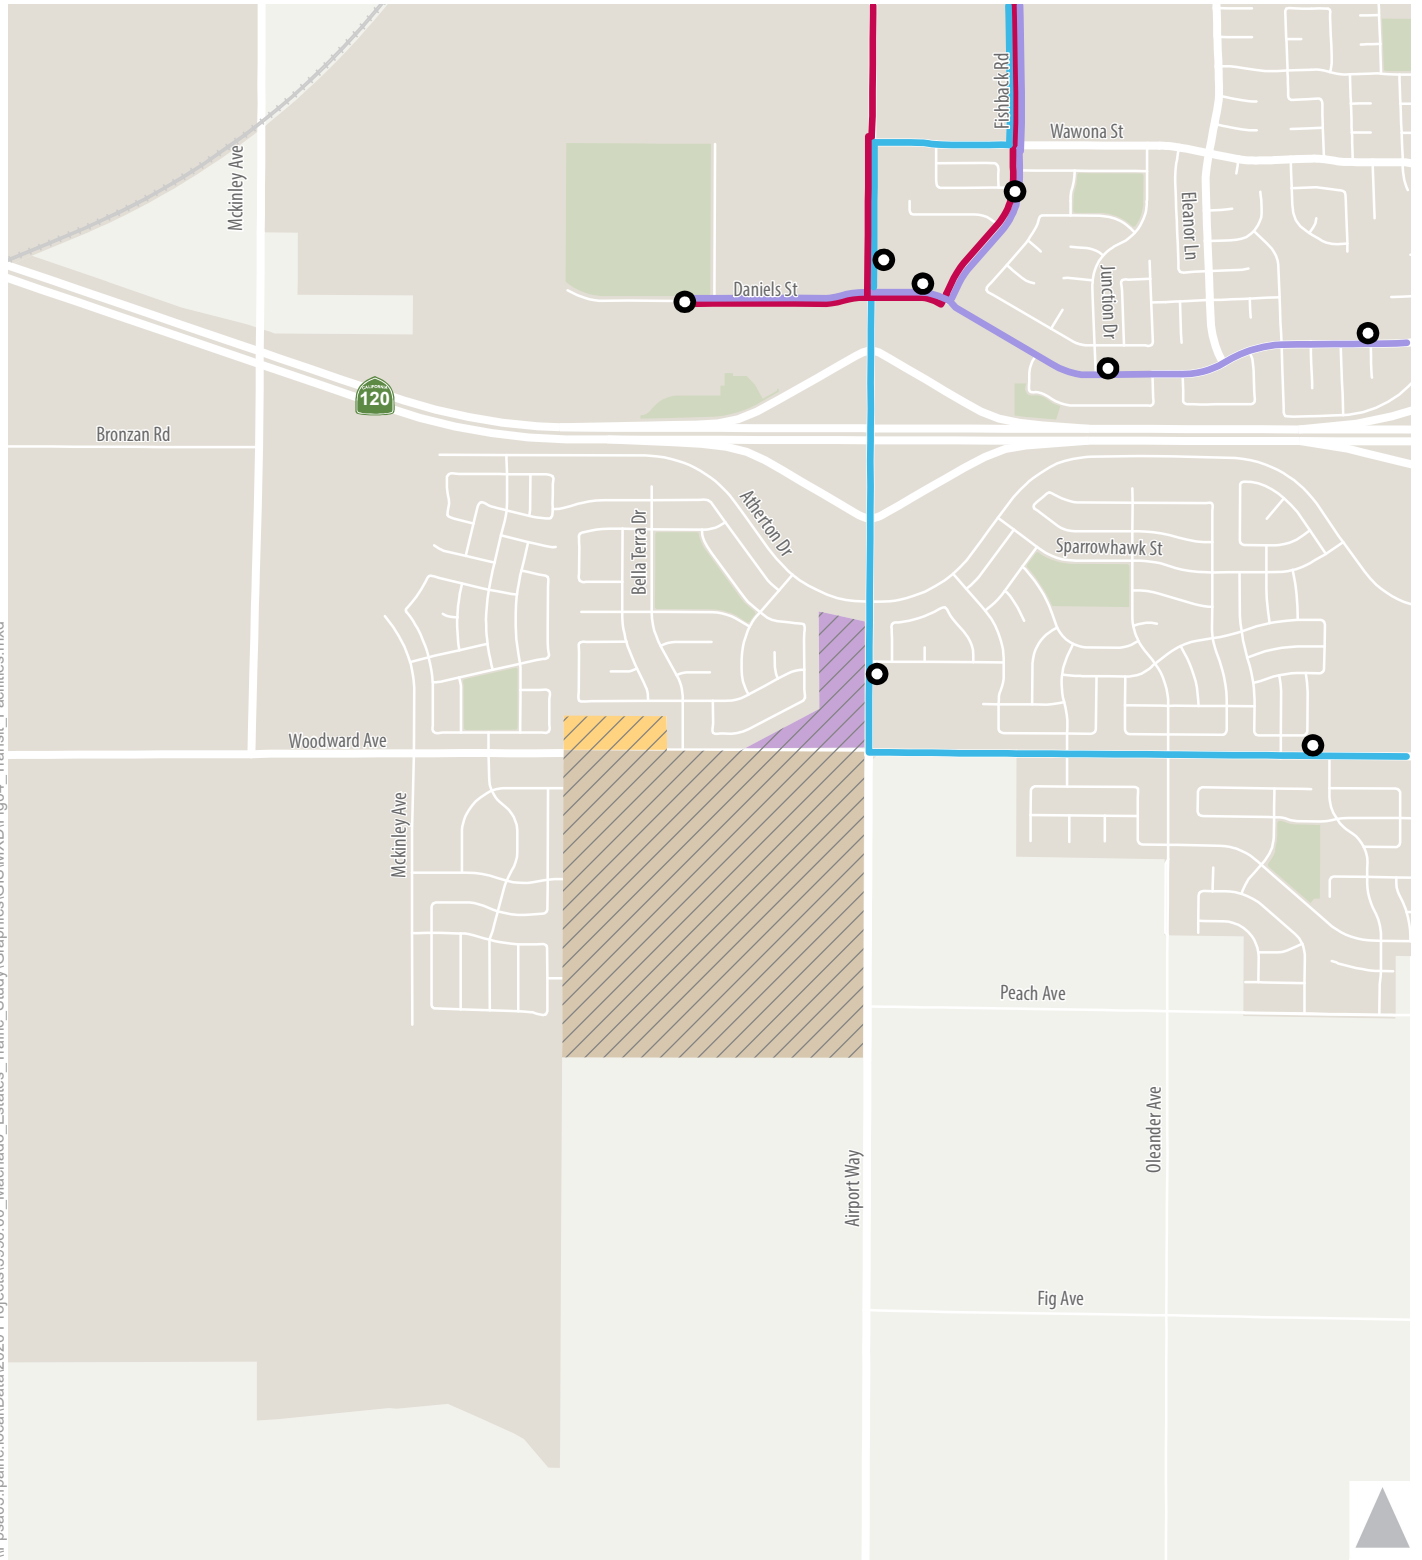 Fishback Rd
Wawona St
Mckinley Ave
Eleanor Ln
Daniels St
Junction Dr
CALIFORNIA
120
Bronzan Rd
Atherton Dr
Bella Terra Dr
Sparrowhawk St
Woodward Ave
Mckinley Ave
Peach Ave
Oleander Ave
Airport Way
Fig Ave